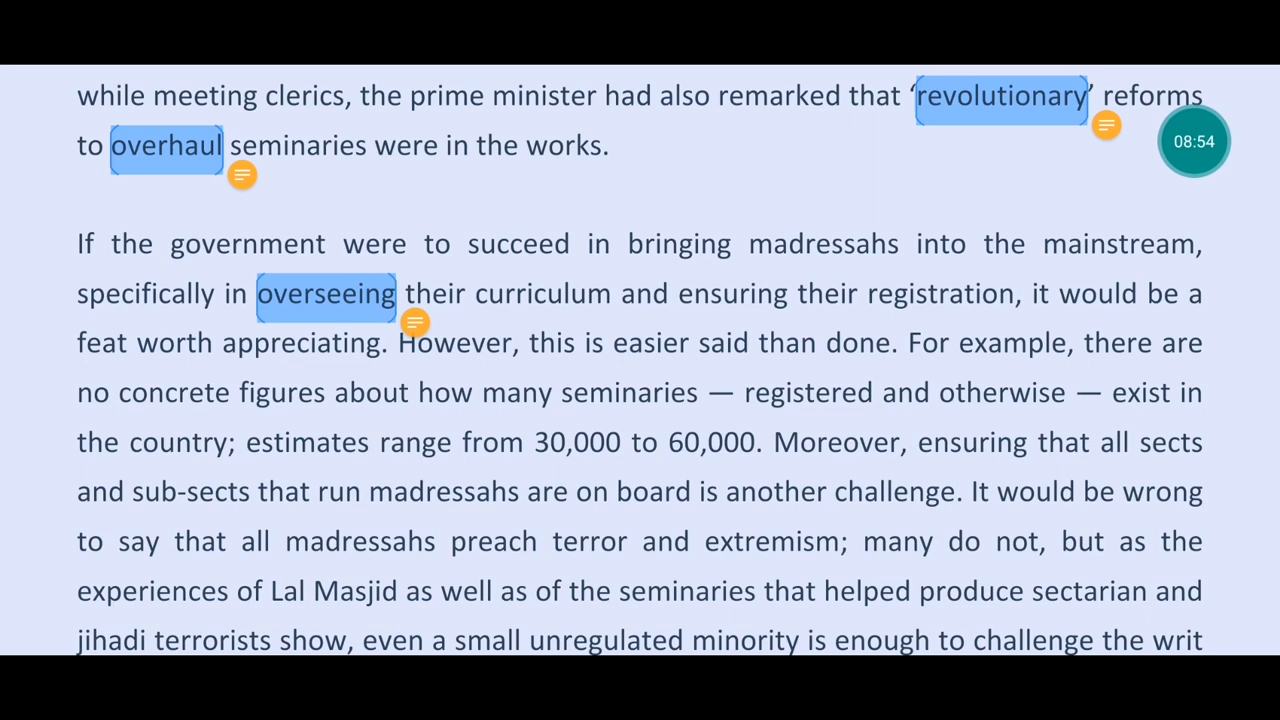 while meeting clerics, the prime minister had also remarked that ‘revolutionary’ reforms
to overhaul seminaries were in the works.
08:54
If the government were to succeed in bringing madressahs into the mainstream,
specifically in overseeing their curriculum and ensuring their registration, it would be a
feat worth appreciating. However, this is easier said than done. For example, there are
no concrete figures about how many seminaries — registered and otherwise — exist in
the country; estimates range from 30,000 to 60,000. Moreover, ensuring that all sects
and sub-sects that run madressahs are on board is another challenge. It would be wrong
to say that all madressahs preach terror and extremism; many do not, but as the
experiences of Lal Masjid as well as of the seminaries that helped produce sectarian and
jihadi terrorists show, even a small unregulated minority is enough to challenge the writ